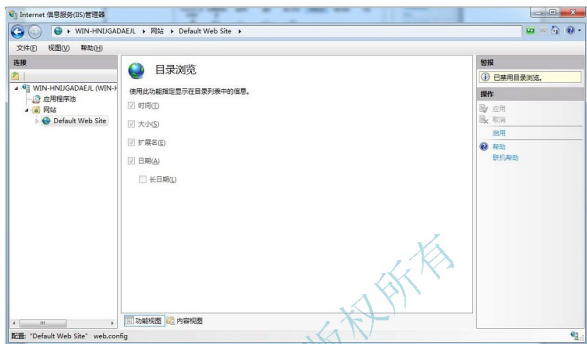 Internet 信息服务(IIS)管理器
WIN-HNIJGADAEJL ▸ 网站 ▸ Default Web Site ▸
文件(F) 视图(V) 帮助(H)
连接
WIN-HNIJGADAEJL (WIN-H
应用程序池
网站
Default Web Site
目录浏览
使用此功能指定显示在目录列表中的信息。
时间(T)
大小(S)
扩展名(E)
日期(A)
长日期(L)
功能视图 内容视图
警报
已禁用目录浏览。
操作
应用
取消
启用
帮助
联机帮助
配置: "Default Web Site" web.config
版权所有